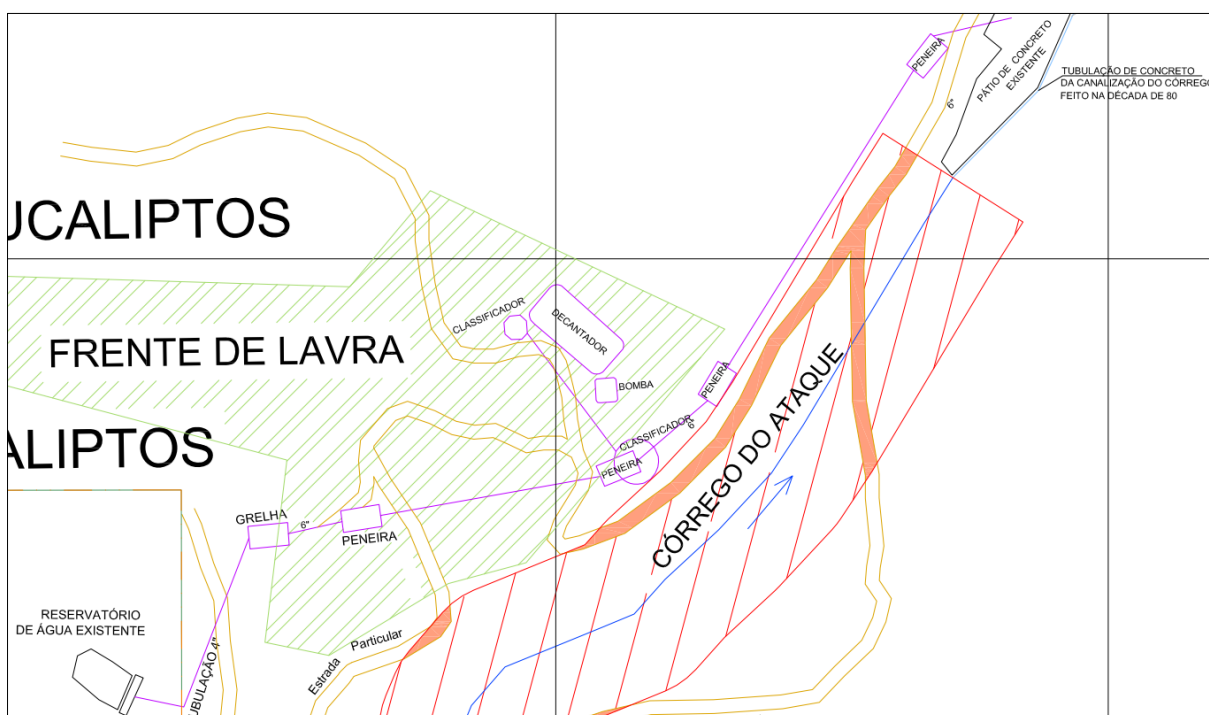 PENEIRA
PÁTIO DE CONCRETO
EXISTENTE
TUBULAÇÃO DE CONCRETO
DA CANALIZAÇÃO DO CÓRREGO
FEITO NA DÉCADA DE 80
6"
UCALIPTOS
CLASSIFICADOR
DECANTADOR
FRENTE DE LAVRA
BOMBA
PENEIRA
CLASSIFICADOR
6"
CÓRREGO DO ATAQUE
ALIPTOS
PENEIRA
GRELHA
6"
PENEIRA
RESERVATÓRIO
DE ÁGUA EXISTENTE
Estrada Particular
UBULAÇÃO 4"